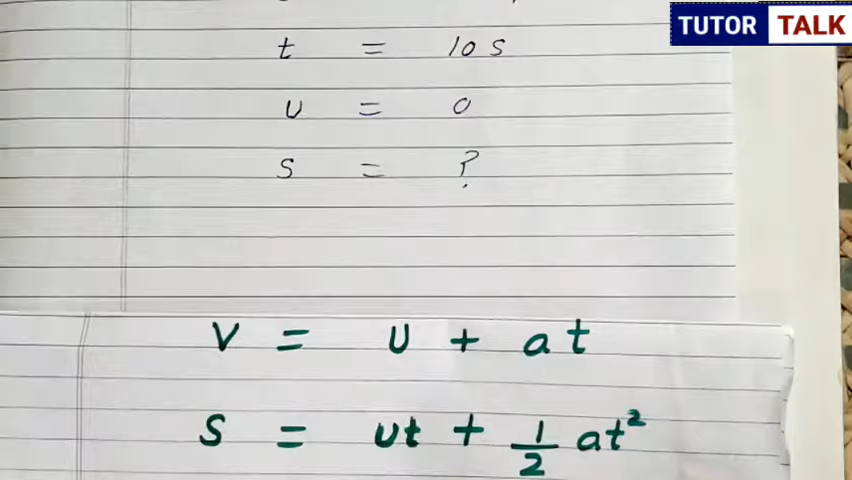 TUTOR TALK
t = 10 s
u = 0
s = ?
v = u + at
s = ut + 1/2 at²